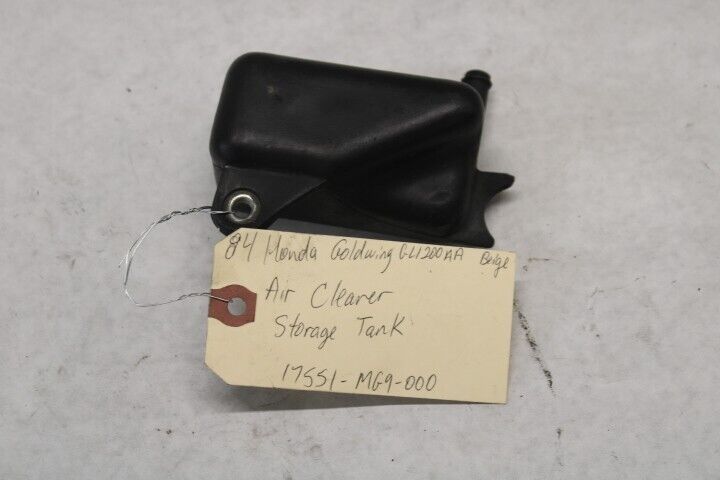 84 Honda Goldwing GL1200AA Beige
Air Cleaner
Storage Tank
17551-MG9-000